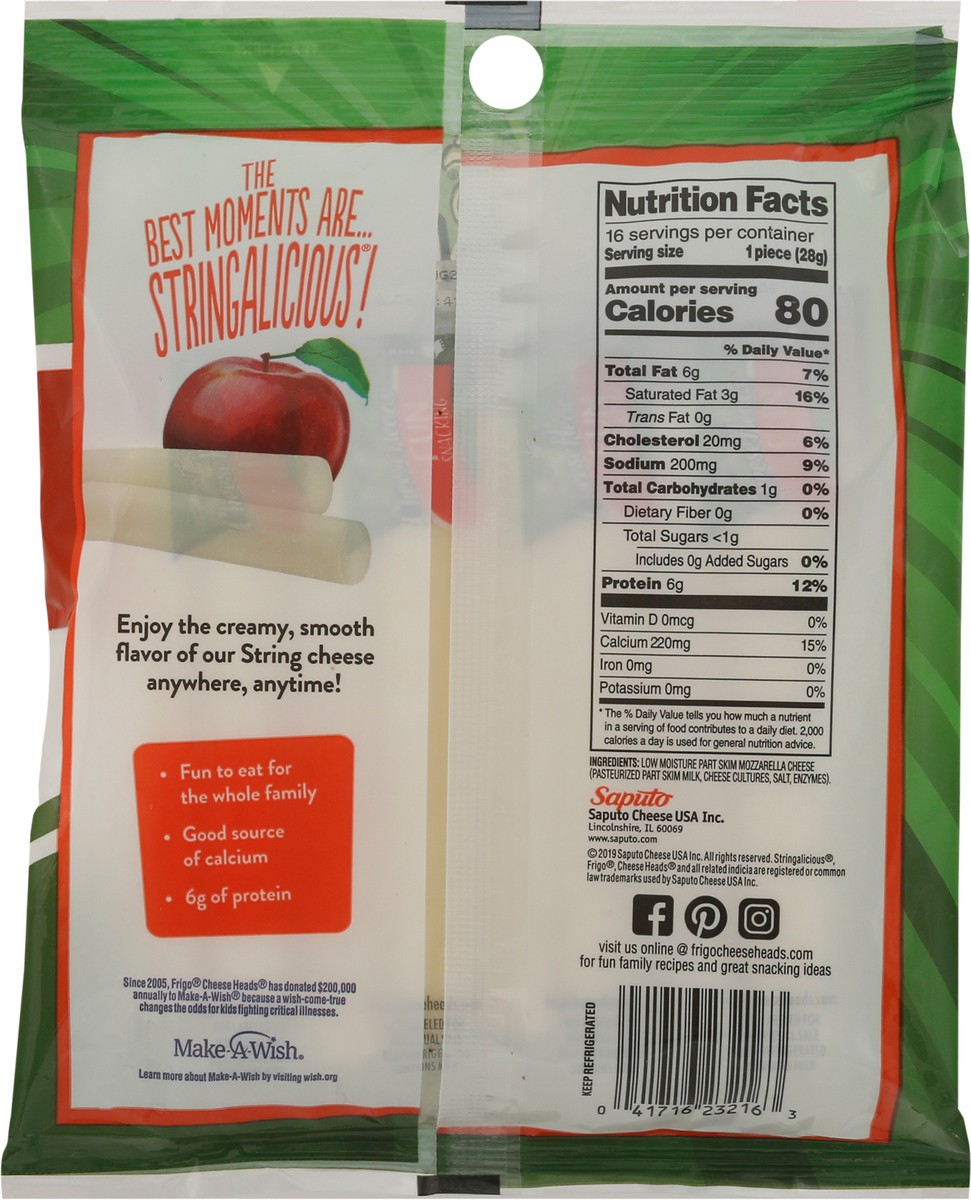 THE
BEST MOMENTS ARE...
STRINGALICIOUS®!
Enjoy the creamy, smooth
flavor of our String cheese
anywhere, anytime!
• Fun to eat for
the whole family
• Good source
of calcium
• 6g of protein
Since 2005, Frigo® Cheese Heads® has donated $200,000
annually to Make-A-Wish® because a wish-come-true
changes the odds for kids fighting critical illnesses.
Make-A-Wish®
Learn more about Make-A-Wish by visiting wish.org
SNACKING
Nutrition Facts
16 servings per container
Serving size 1 piece (28g)
Amount per serving
Calories 80
% Daily Value*
Total Fat 6g 7%
Saturated Fat 3g 16%
Trans Fat 0g
Cholesterol 20mg 6%
Sodium 200mg 9%
Total Carbohydrates 1g 0%
Dietary Fiber 0g 0%
Total Sugars <1g
Includes 0g Added Sugars 0%
Protein 6g 12%
Vitamin D 0mcg 0%
Calcium 220mg 15%
Iron 0mg 0%
Potassium 0mg 0%
* The % Daily Value tells you how much a nutrient
in a serving of food contributes to a daily diet. 2,000
calories a day is used for general nutrition advice.
INGREDIENTS: LOW MOISTURE PART SKIM MOZZARELLA CHEESE
(PASTEURIZED PART SKIM MILK, CHEESE CULTURES, SALT, ENZYMES).
Saputo
Saputo Cheese USA Inc.
Lincolnshire, IL 60069
www.saputo.com
©2019 Saputo Cheese USA Inc. All rights reserved. Stringalicious®,
Frigo®, Cheese Heads® and all related indicia are registered or common
law trademarks used by Saputo Cheese USA Inc.
visit us online @ frigocheeseheads.com
for fun family recipes and great snacking ideas
KEEP REFRIGERATED
0 41716 23216 3